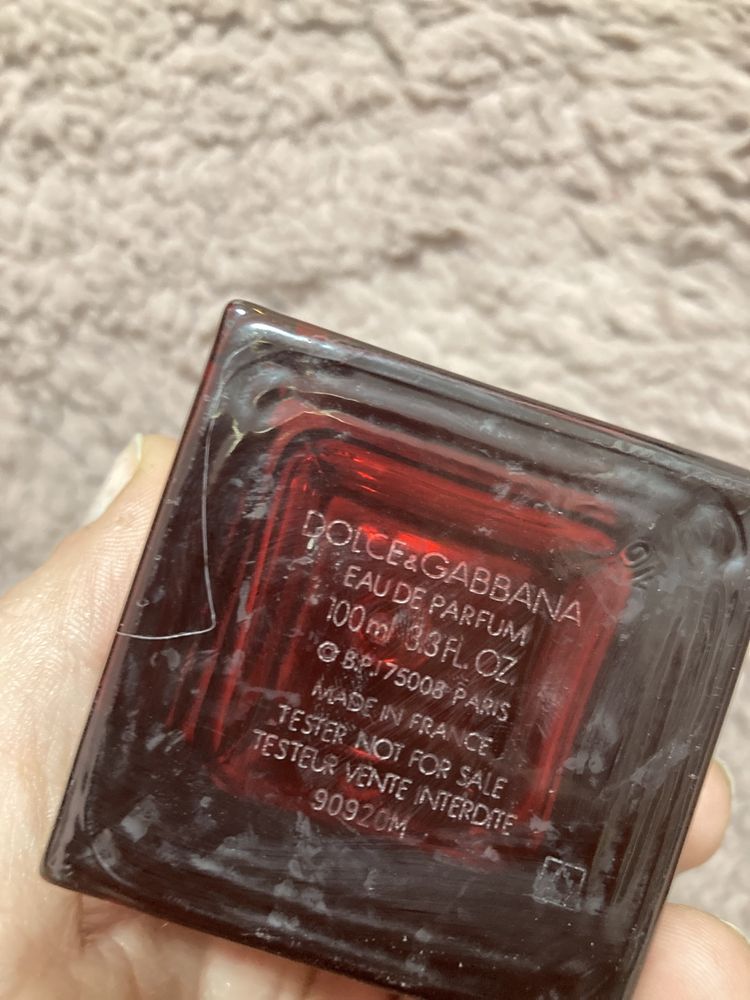 DOLCE&GABBANA
EAU DE PARFUM
100ml 3.3 FL. OZ.
© B.P.I 75008 PARIS
MADE IN FRANCE
TESTER NOT FOR SALE
TESTEUR VENTE INTERDITE
90920M